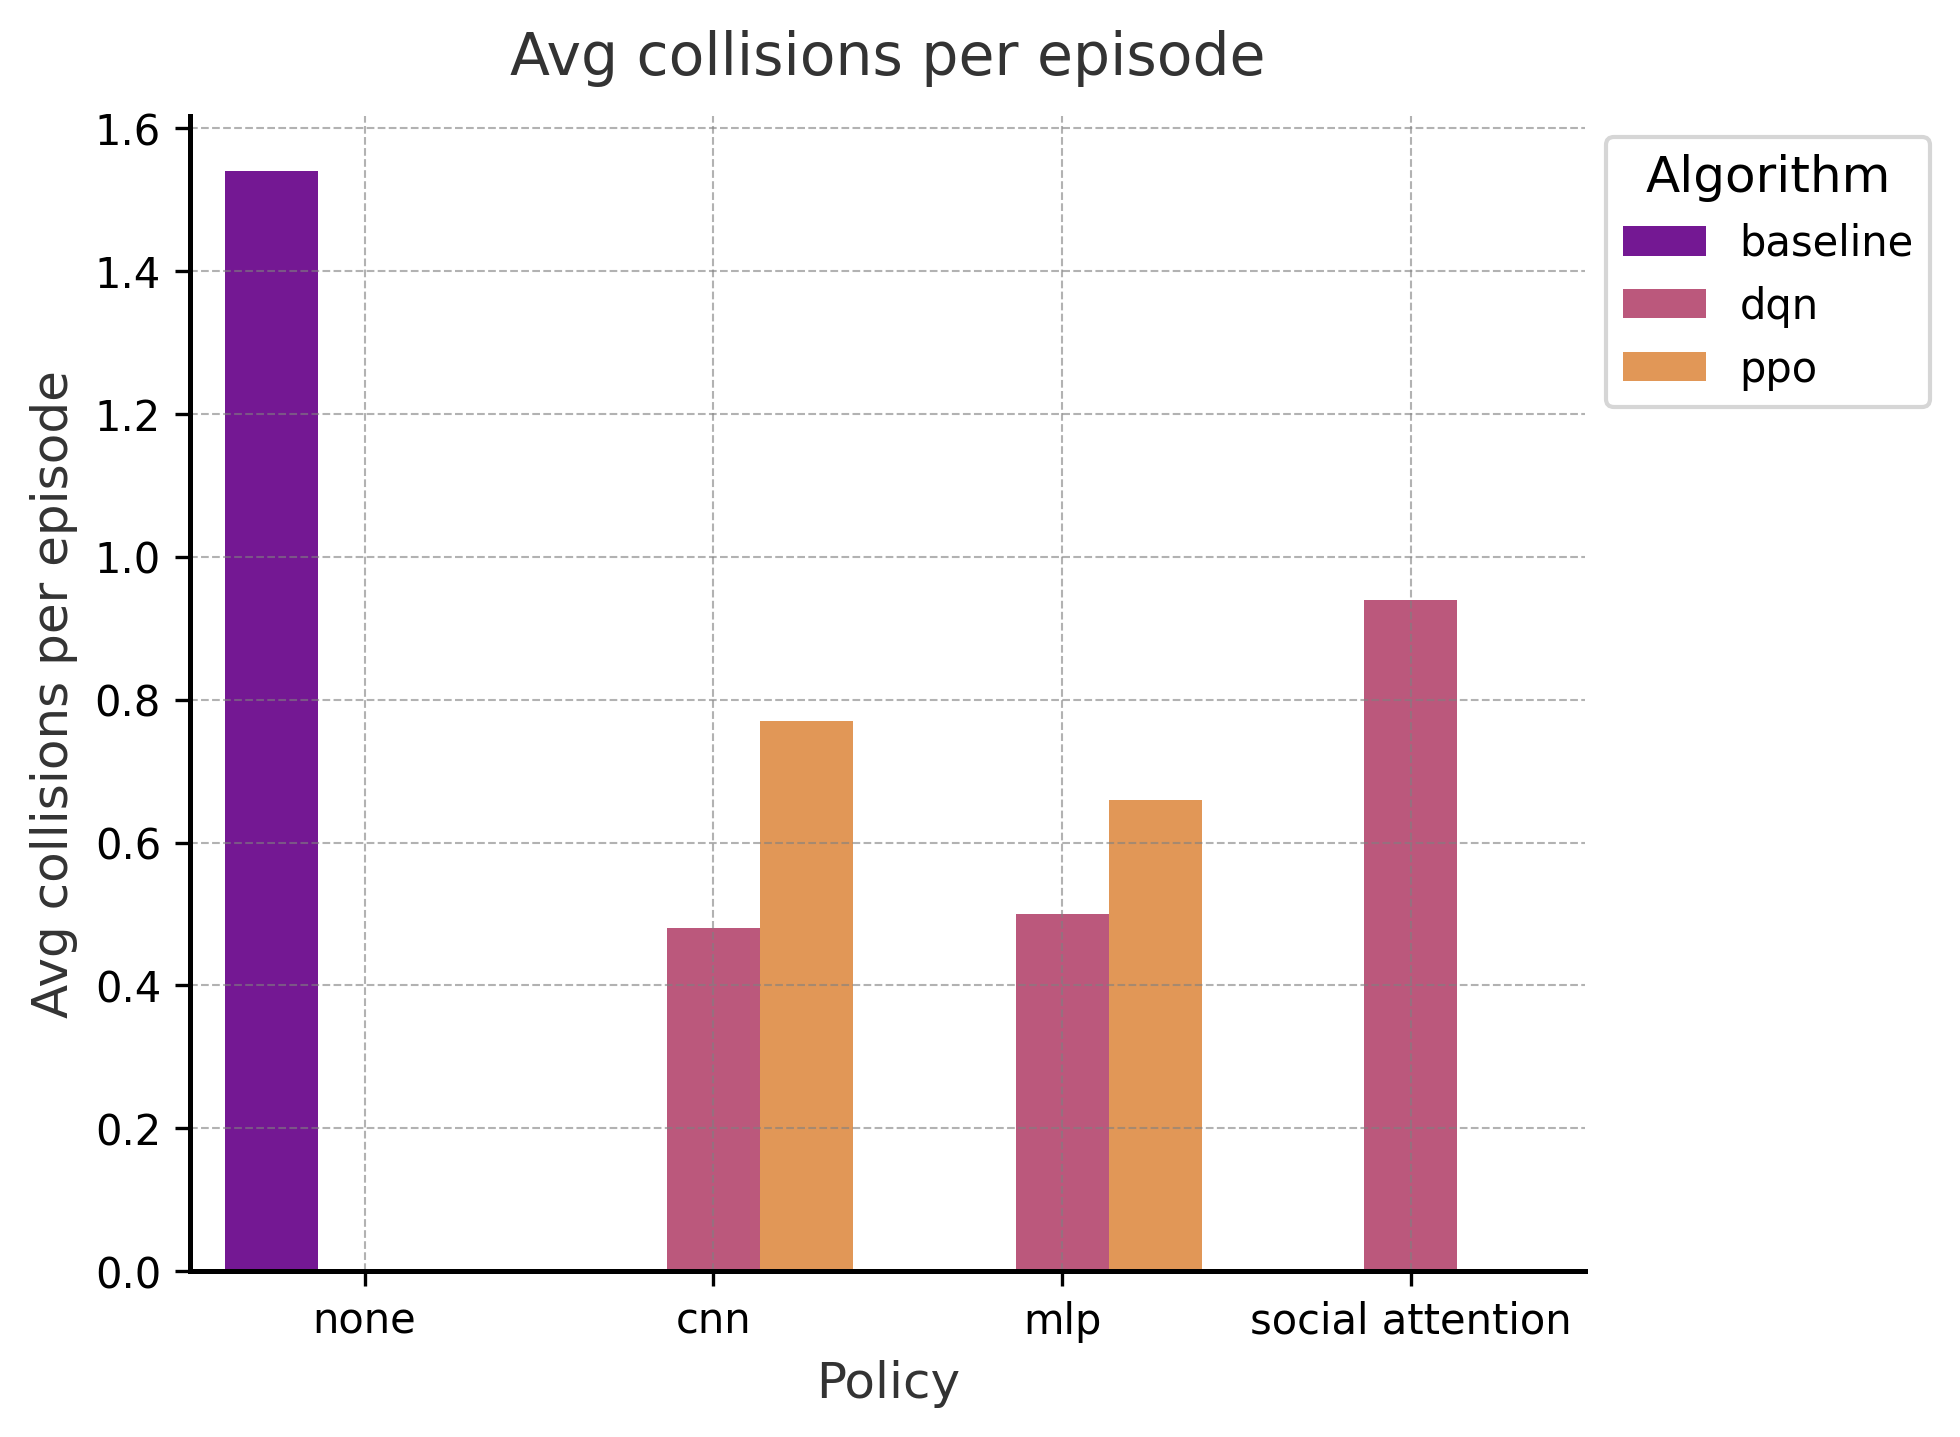 Avg collisions per episode
Avg collisions per episode
1.6
1.4
1.2
1.0
0.8
0.6
0.4
0.2
0.0
none
cnn
mlp
social attention
Policy
Algorithm
baseline
dqn
ppo